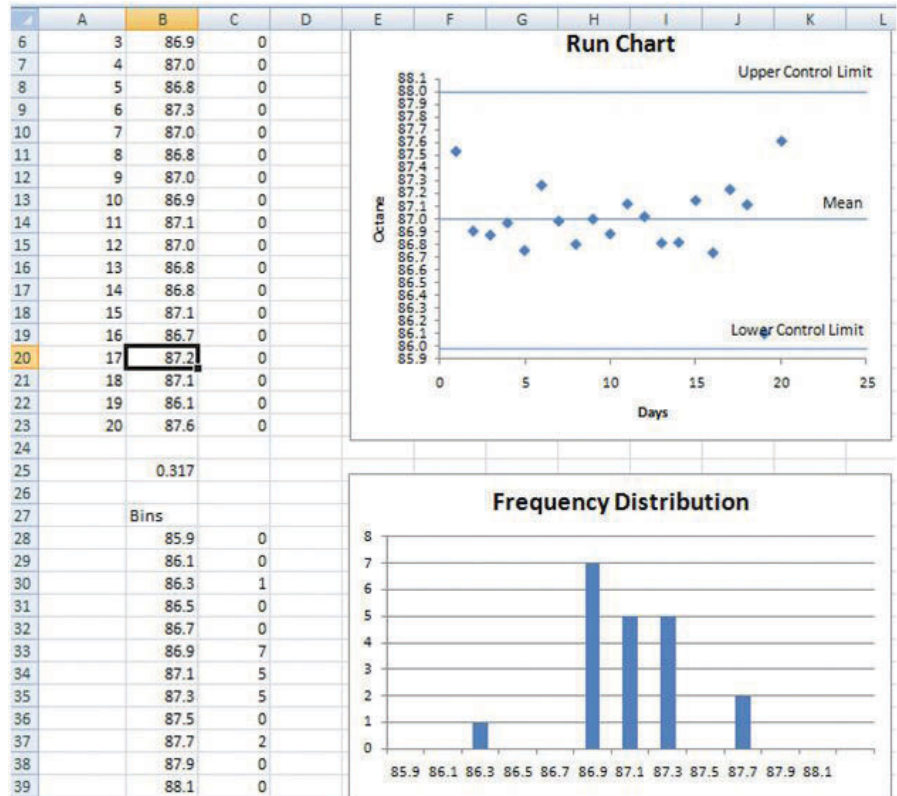 A B C D E F G H I J K L
6 3 86.9 0
7 4 87.0 0
8 5 86.8 0
9 6 87.3 0
10 7 87.0 0
11 8 86.8 0
12 9 87.0 0
13 10 86.9 0
14 11 87.1 0
15 12 87.0 0
16 13 86.8 0
17 14 86.8 0
18 15 87.1 0
19 16 86.7 0
20 17 87.2 0
21 18 87.1 0
22 19 86.1 0
23 20 87.6 0
24
25 0.317
26
27 Bins
28 85.9 0
29 86.1 0
30 86.3 1
31 86.5 0
32 86.7 0
33 86.9 7
34 87.1 5
35 87.3 5
36 87.5 0
37 87.7 2
38 87.9 0
39 88.1 0
Run Chart
Upper Control Limit
Mean
Lower Control Limit
Octane
88.1
88.0
87.9
87.8
87.7
87.6
87.5
87.4
87.3
87.2
87.1
87.0
86.9
86.8
86.7
86.6
86.5
86.4
86.3
86.2
86.1
86.0
85.9
0 5 10 15 20 25
Days
Frequency Distribution
8
7
6
5
4
3
2
1
0
85.9 86.1 86.3 86.5 86.7 86.9 87.1 87.3 87.5 87.7 87.9 88.1